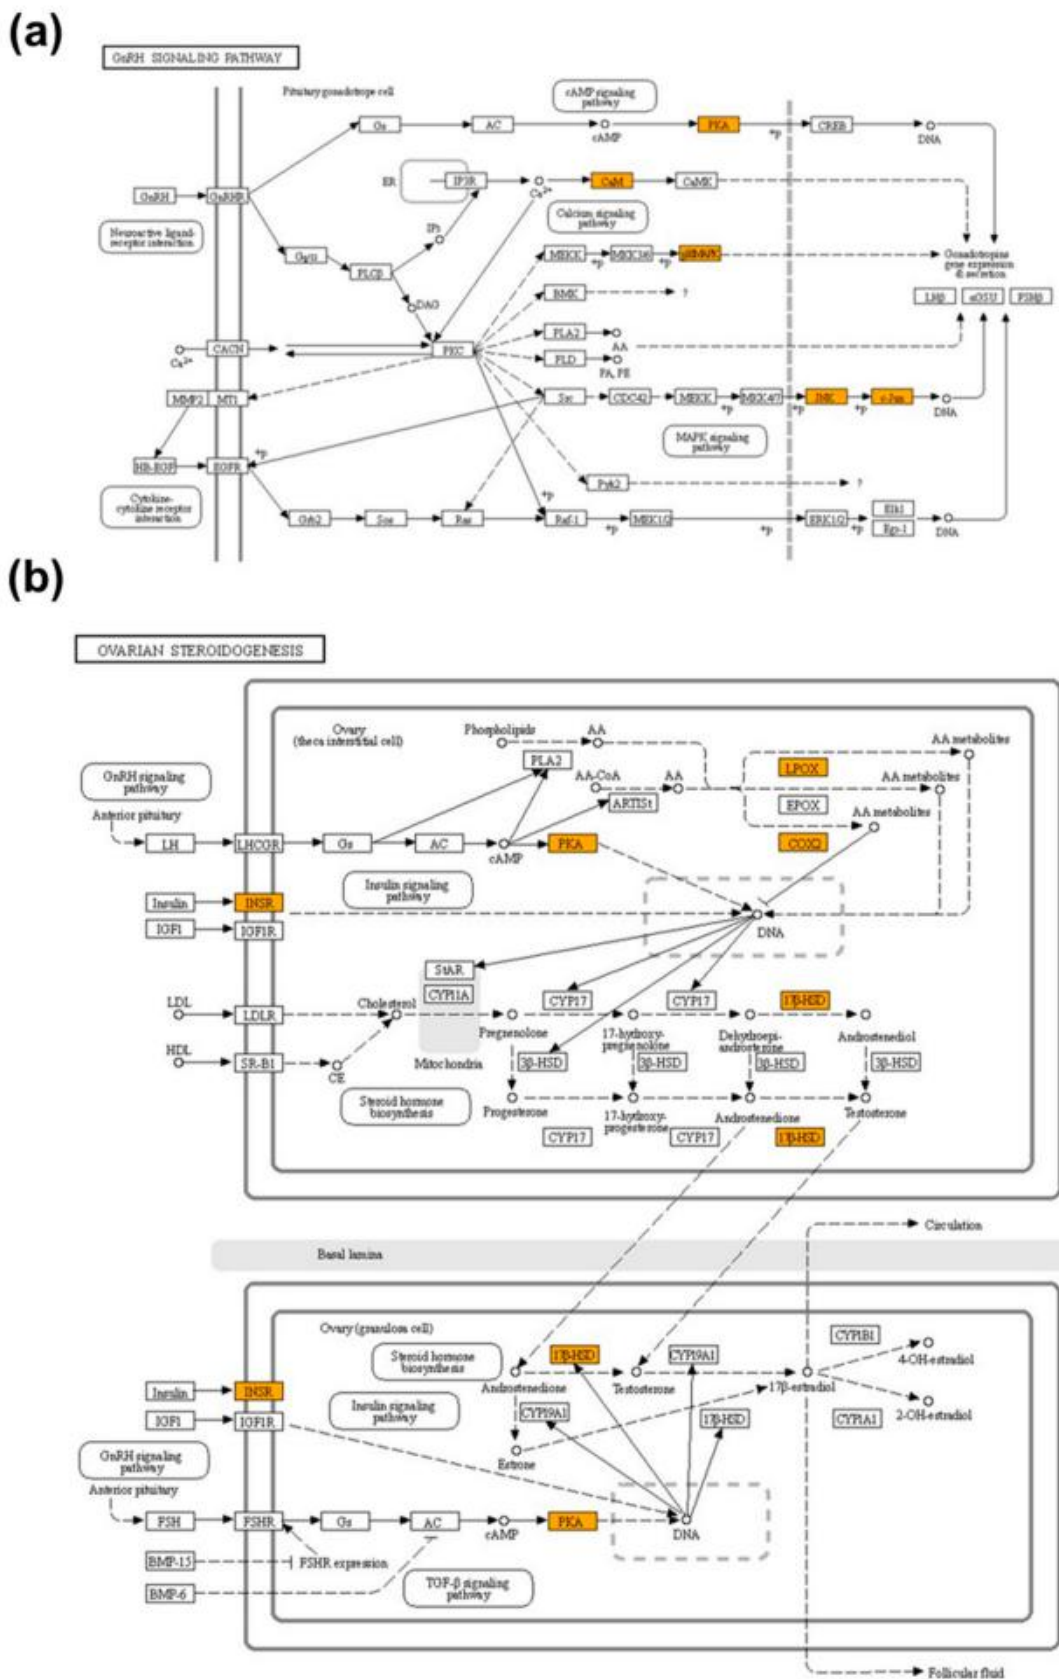 (a)
GnRH SIGNALING PATHWAY
Pituitary gonadotrope cell
cAMP signaling
pathway
Gs
AC
cAMP
PKA
+p
CREB
DNA
ER
IP3R
Ca2+
CaM
CaMK
GnRH
GnRHR
Neuroactive ligand-
receptor interaction
IP3
Calcium signaling
pathway
Gq/11
PLCβ
MEKK
+p
MKK3/6
+p
p38MAPK
Gonadotropins
gene expression
& secretion
LHβ
αGSU
FSHβ
DAG
BMK
?
PLA2
AA
Ca2+
CACN
PKC
PLD
PA, PE
MMP2
MT1
Src
CDC42
MEKK
+p
MKK4/7
+p
JNK
+p
c-Jun
DNA
MAPK signaling
pathway
HB-EGF
EGFR
+p
Cytokine-
cytokine receptor
interaction
Pyk2
?
Grb2
Sos
Ras
+p
Raf-1
+p
MEK1/2
+p
ERK1/2
+p
Elk1
Egr-1
DNA
(b)
OVARIAN STEROIDOGENESIS
Ovary
(theca interstitial cell)
Phospholipids
AA
AA metabolites
PLA2
LPOX
GnRH signaling
pathway
AA-CoA
AA
AA metabolites
ARTISt
EPOX
Anterior pituitary
AA metabolites
LH
LHCGR
Gs
AC
cAMP
PKA
COX2
Insulin signaling
pathway
Insulin
INSR
IGF1
IGF1R
DNA
StAR
CYP11A
CYP17
CYP17
17β-HSD
LDL
LDLR
Cholesterol
Pregnenolone
17-hydroxy-
pregnenolone
Dehydroepi-
androsterone
Androstenediol
HDL
SR-B1
CE
Mitochondria
3β-HSD
3β-HSD
3β-HSD
3β-HSD
Steroid hormone
biosynthesis
Progesterone
17-hydroxy-
progesterone
Androstenedione
Testosterone
CYP17
CYP17
17β-HSD
Circulation
Basal lamina
Ovary (granulosa cell)
Steroid hormone
biosynthesis
17β-HSD
CYP19A1
CYP1B1
4-OH-estradiol
Insulin
INSR
Androstenedione
Testosterone
17β-estradiol
IGF1
IGF1R
Insulin signaling
pathway
CYP19A1
17β-HSD
CYP1A1
2-OH-estradiol
GnRH signaling
pathway
Estrone
Anterior pituitary
FSH
FSHR
Gs
AC
cAMP
PKA
DNA
BMP-15
FSHR expression
BMP-6
TGF-β signaling
pathway
Follicular fluid